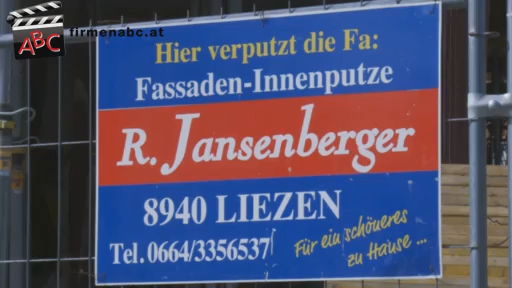 firmenabc.at
ABC
Hier verputzt die Fa:
Fassaden-Innenputze
R. Jansenberger
8940 LIEZEN
Tel. 0664/3356537
Für ein schöneres
zu Hause ...